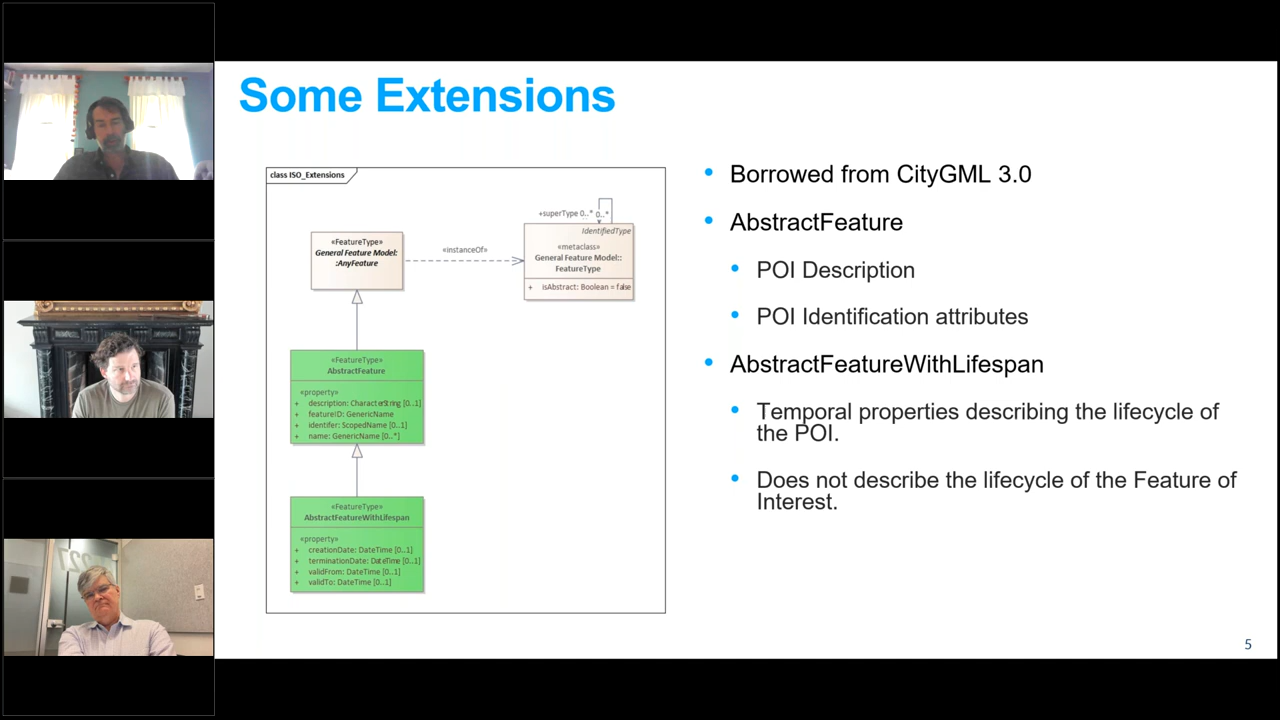 Some Extensions
class ISO_Extensions
+superType 0..* 0..*
IdentifiedType
«metaclass»
General Feature Model::
FeatureType
+ isAbstract: Boolean = false
«FeatureType»
General Feature Model:
:AnyFeature
«instanceOf»
«FeatureType»
AbstractFeature
«property»
+ description: CharacterString [0..1]
+ featureID: GenericName
+ identifer: ScopedName [0..1]
+ name: GenericName [0..*]
«FeatureType»
AbstractFeatureWithLifespan
«property»
+ creationDate: DateTime [0..1]
+ terminationDate: DateTime [0..1]
+ validFrom: DateTime [0..1]
+ validTo: DateTime [0..1]
• Borrowed from CityGML 3.0
• AbstractFeature
• POI Description
• POI Identification attributes
• AbstractFeatureWithLifespan
• Temporal properties describing the lifecycle of
the POI.
• Does not describe the lifecycle of the Feature of
Interest.
5